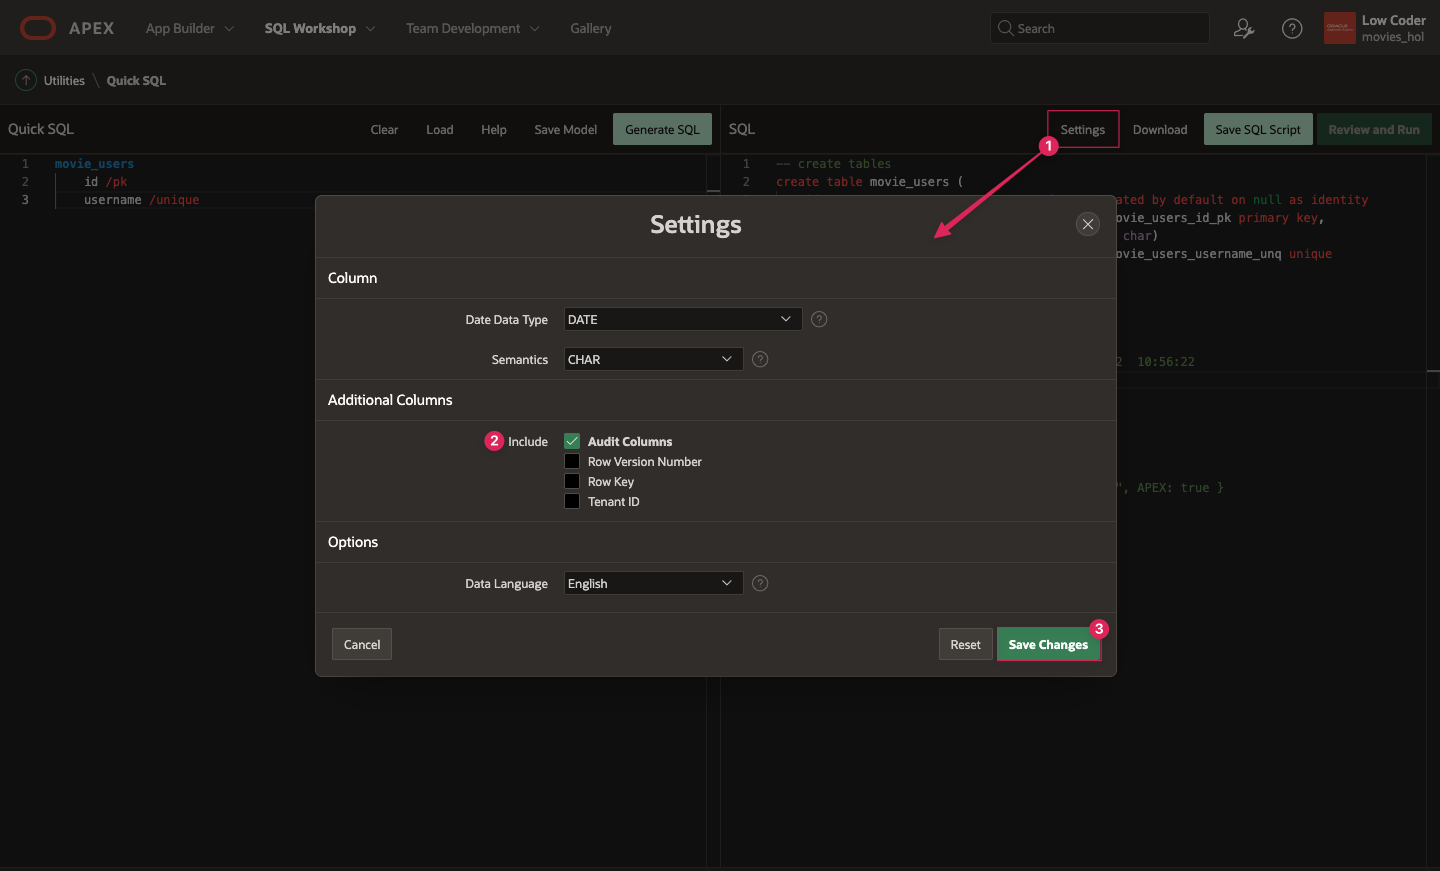 APEX App Builder SQL Workshop Team Development Gallery Search Low Coder
movies_hol
Utilities \ Quick SQL
Quick SQL Clear Load Help Save Model Generate SQL
SQL Settings Download Save SQL Script Review and Run
1
1 movie_users
2 id /pk
3 username /unique
1 -- create tables
2 create table movie_users (
ated by default on null as identity
ovie_users_id_pk primary key,
char)
ovie_users_username_unq unique
2 10:56:22
", APEX: true }
Settings
Column
Date Data Type DATE
Semantics CHAR
Additional Columns
2 Include Audit Columns
Row Version Number
Row Key
Tenant ID
Options
Data Language English
Cancel Reset Save Changes 3